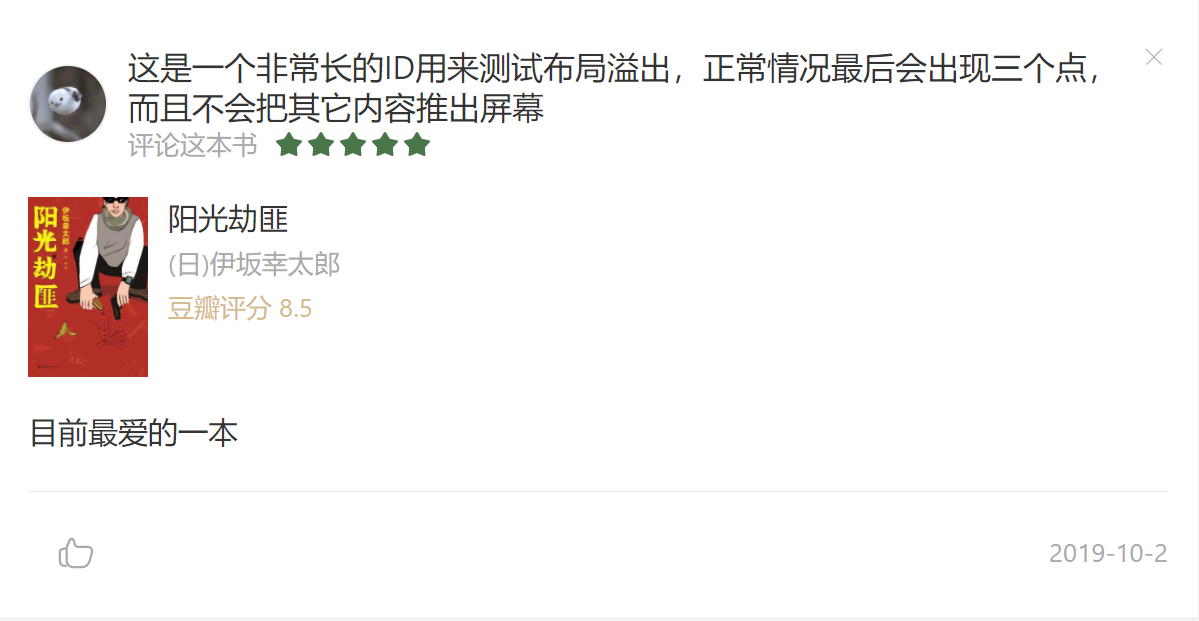 这是一个非常长的ID用来测试布局溢出，正常情况最后会出现三个点，
而且不会把其它内容推出屏幕
评论这本书
阳光劫匪
伊坂幸太郎
阳光劫匪
(日)伊坂幸太郎
豆瓣评分 8.5
目前最爱的一本
2019-10-2